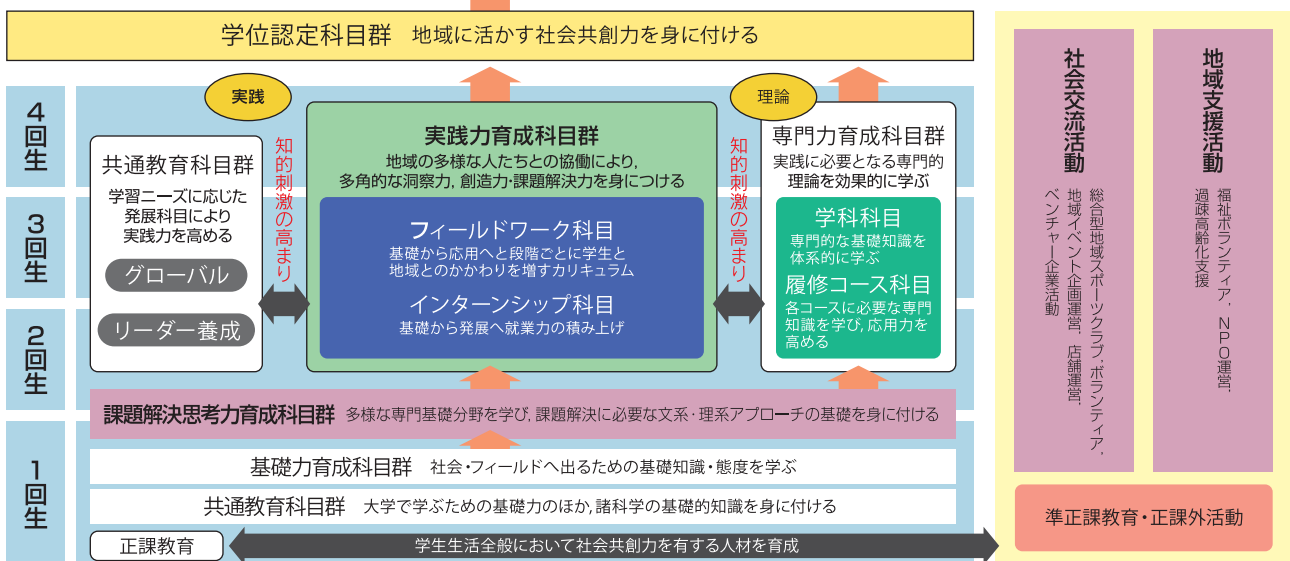 学位認定科目群 地域に活かす社会共創力を身に付ける
4回生
3回生
2回生
1回生
実践
理論
共通教育科目群
学習ニーズに応じた
発展科目により
実践力を高める
グローバル
リーダー養成
知的刺激の高まり
実践力育成科目群
地域の多様な人たちとの協働により,
多角的な洞察力, 創造力・課題解決力を身につける
フィールドワーク科目
基礎から応用へと段階ごとに学生と
地域とのかかわりを増すカリキュラム
インターンシップ科目
基礎から発展へ就業力の積み上げ
知的刺激の高まり
専門力育成科目群
実践に必要となる専門的
理論を効果的に学ぶ
学科科目
専門的な基礎知識を
体系的に学ぶ
履修コース科目
各コースに必要な専門
知識を学び, 応用力を
高める
課題解決思考力育成科目群 多様な専門基礎分野を学び, 課題解決に必要な文系・理系アプローチの基礎を身に付ける
基礎力育成科目群 社会・フィールドへ出るための基礎知識・態度を学ぶ
共通教育科目群 大学で学ぶための基礎力のほか, 諸科学の基礎的知識を身に付ける
正課教育
学生生活全般において社会共創力を有する人材を育成
社会交流活動
総合型地域スポーツクラブ, ボランティア,
地域イベント企画運営, 店舗運営,
ベンチャー企業活動
地域支援活動
福祉ボランティア, NPO運営,
過疎高齢化支援
準正課教育・正課外活動